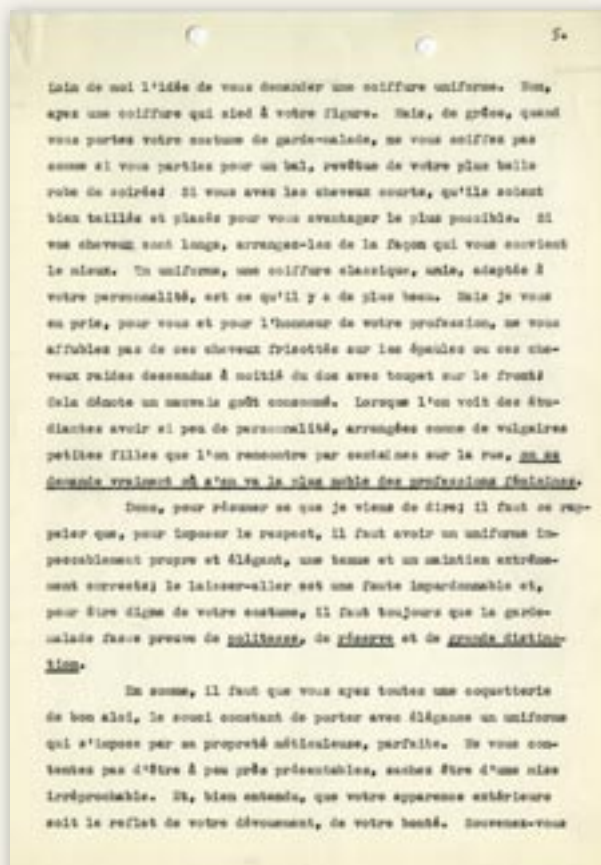 5.
Loin de moi l'idée de vous demander une coiffure uniforme. Non,
ayez une coiffure qui sied à votre figure. Mais, de grâce, quand
vous portez votre costume de garde-malade, ne vous coiffez pas
comme si vous partiez pour un bal, revêtue de votre plus belle
robe de soirée! Si vous avez les cheveux courts, qu'ils soient
bien taillés et placés pour vous avantager le plus possible. Si
vos cheveux sont longs, arrangez-les de la façon qui vous convient
le mieux. Un uniforme, une coiffure classique, unie, adaptée à
votre personnalité, est ce qu'il y a de plus beau. Mais je vous
en prie, pour vous et pour l'honneur de votre profession, ne vous
affublez pas de ces cheveux frisottés sur les épaules ou ces che-
veux raides descendus à moitié du dos avec toupet sur le front!
Cela dénote un mauvais goût consommé. Lorsque l'on voit des étu-
diantes avoir si peu de personnalité, arrangées comme de vulgaires
petites filles que l'on rencontre par centaines sur la rue, on se
demande vraiment où s'en va la plus noble des professions féminines.
Donc, pour résumer ce que je viens de dire; il faut se rap-
peler que, pour imposer le respect, il faut avoir un uniforme im-
peccablement propre et élégant, une tenue et un maintien extrême-
ment corrects; le laisser-aller est une faute impardonnable et,
pour être digne de votre costume, il faut toujours que la garde-
malade fasse preuve de politesse, de réserve et de grande distinc-
tion.
En somme, il faut que vous ayez toutes une coquetterie
de bon aloi, le souci constant de porter avec élégance un uniforme
qui s'impose par sa propreté méticuleuse, parfaite. Ne vous con-
tentez pas d'être à peu près présentables, sachez être d'une mise
irréprochable. Et, bien entendu, que votre apparence extérieure
soit le reflet de votre dévouement, de votre bonté. Souvenez-vous